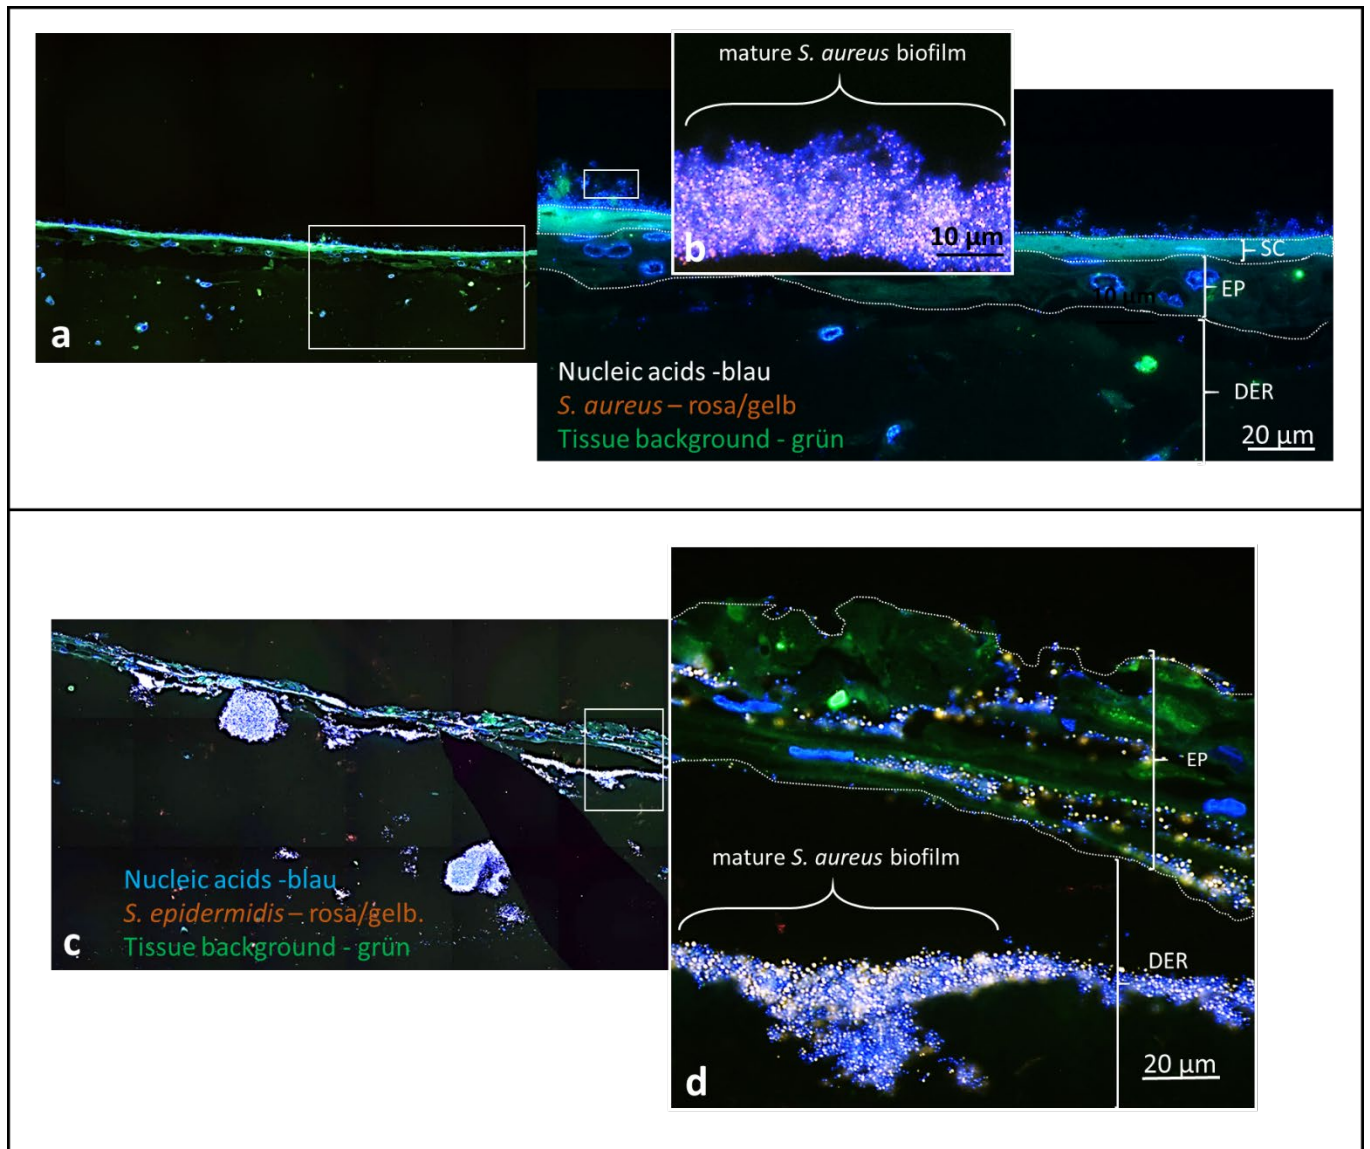 mature S. aureus biofilm
b
10 µm
SC
EP
10 µm
DER
20 µm
a
Nucleic acids -blau
S. aureus – rosa/gelb
Tissue background - grün
Nucleic acids -blau
S. epidermidis – rosa/gelb.
Tissue background - grün
c
EP
mature S. aureus biofilm
DER
20 µm
d